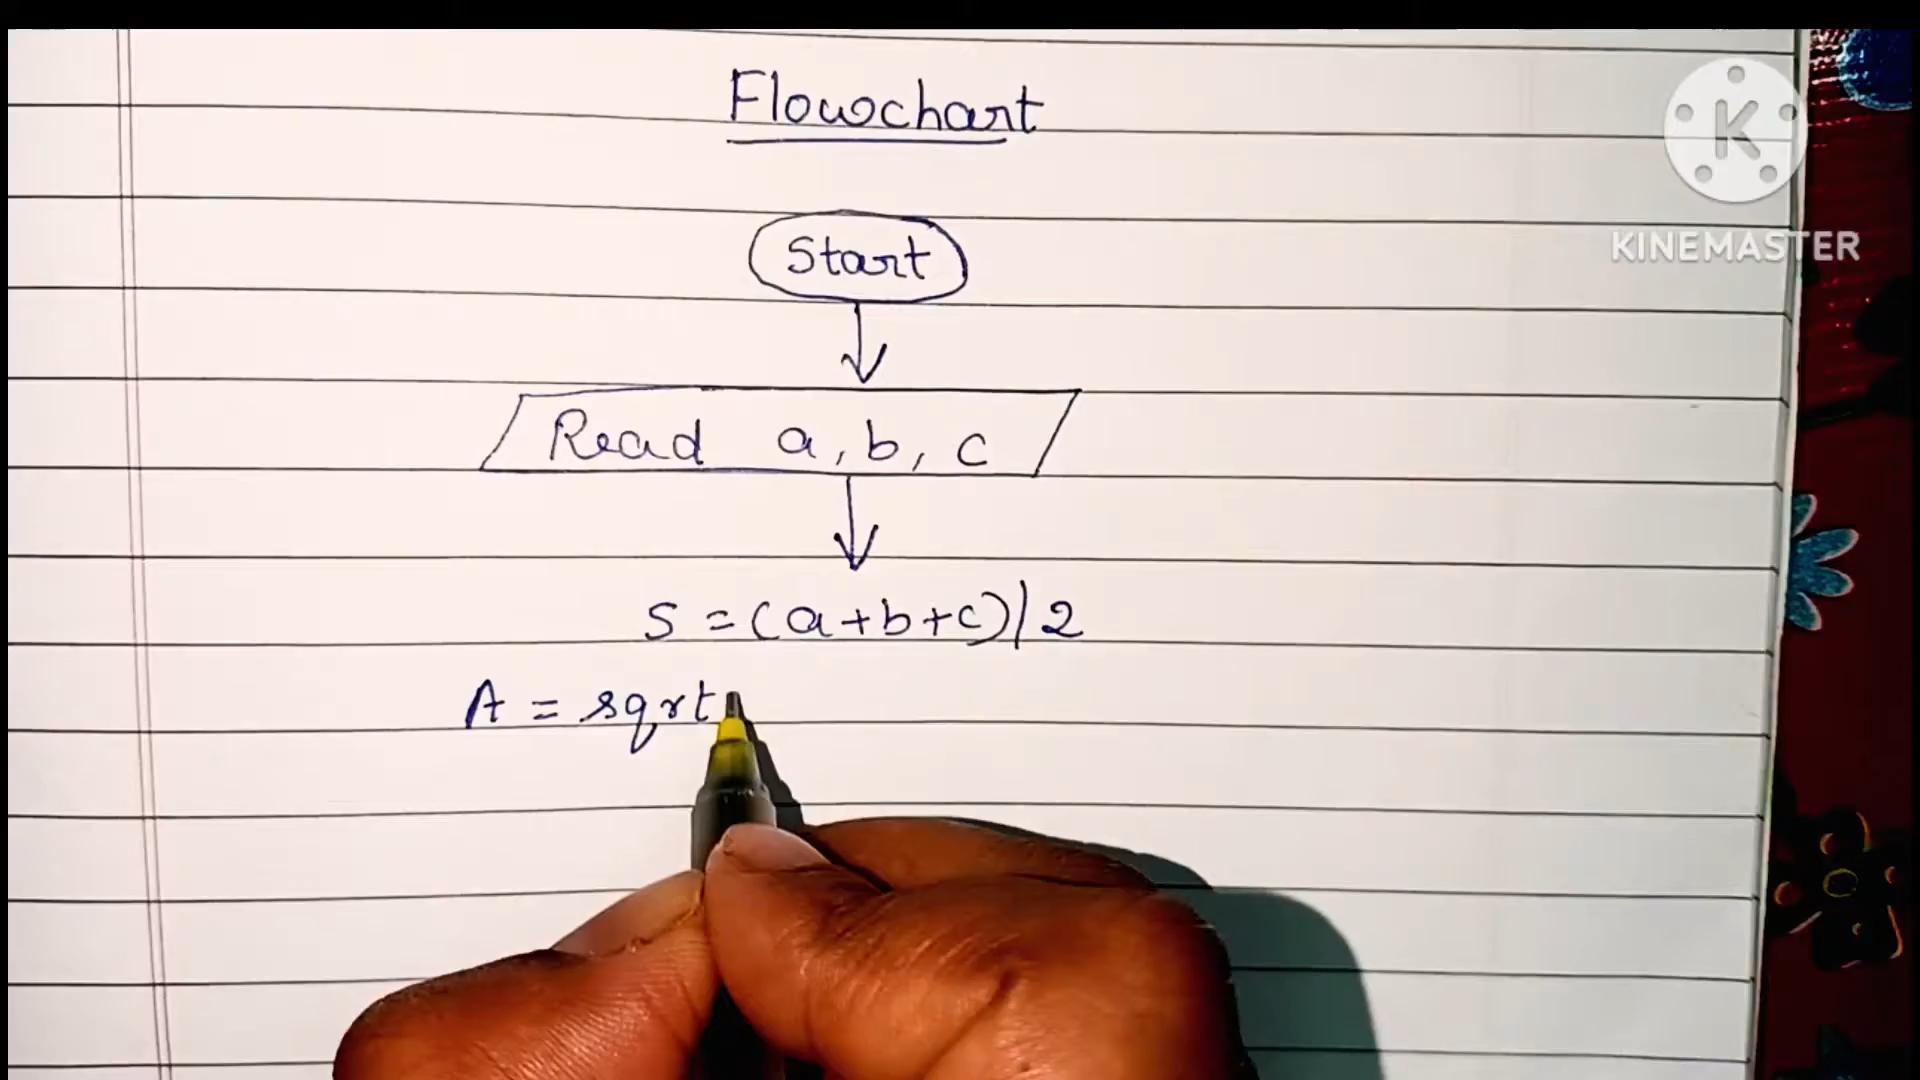 Flowchart
K
KINEMASTER
Start
Read a, b, c
S = (a+b+c)/2
A = sqrt